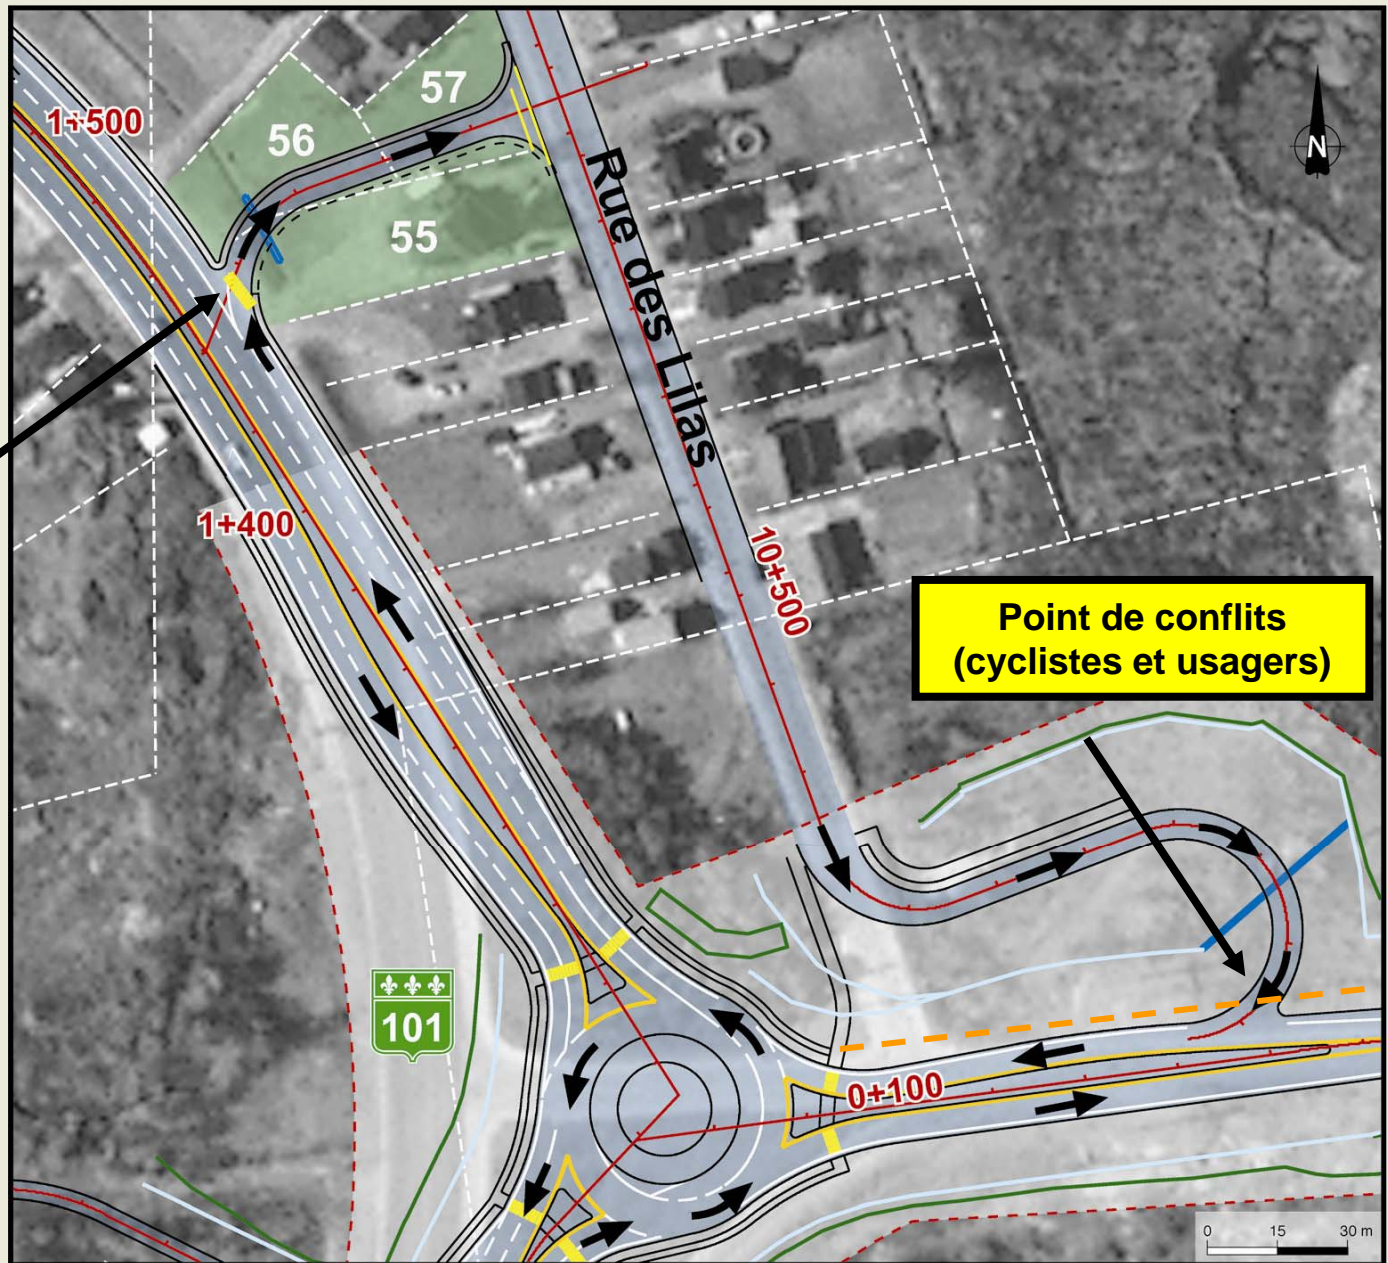 57
1+500
56
N
55
Rue des Lilas
1+400
10+500
Point de conflits
(cyclistes et usagers)
101
0+100
0 15 30 m